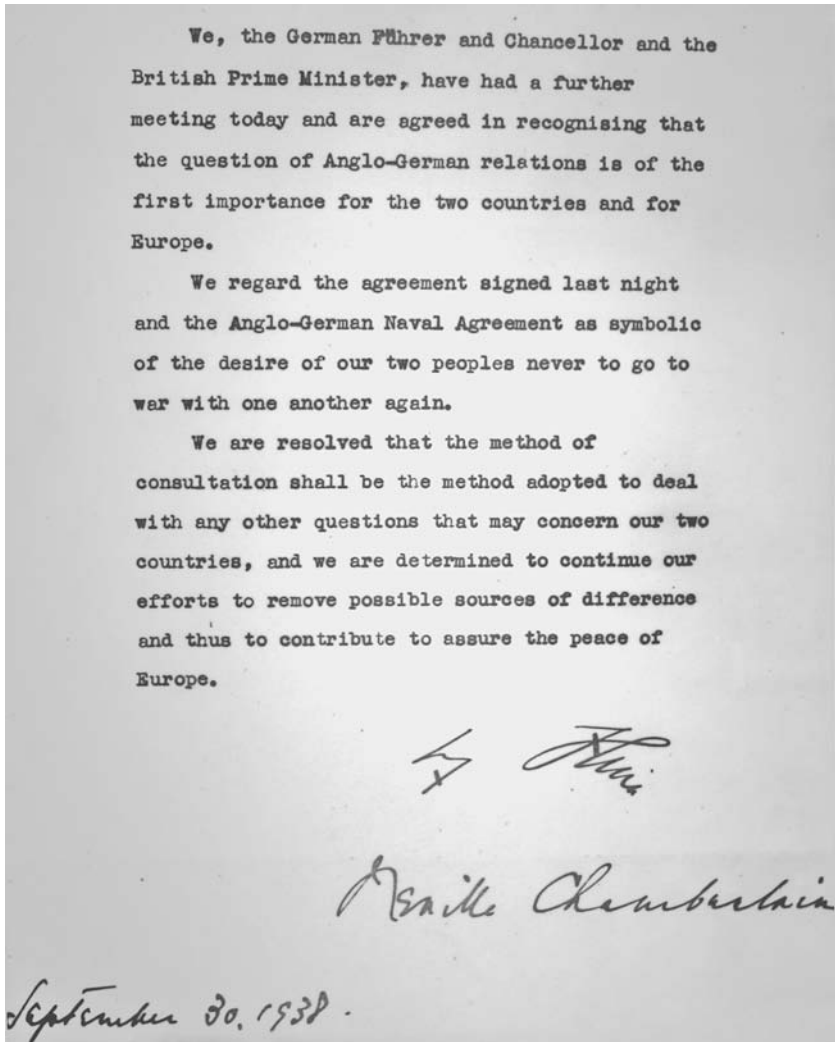 We, the German Führer and Chancellor and the
British Prime Minister, have had a further
meeting today and are agreed in recognising that
the question of Anglo-German relations is of the
first importance for the two countries and for
Europe.
We regard the agreement signed last night
and the Anglo-German Naval Agreement as symbolic
of the desire of our two peoples never to go to
war with one another again.
We are resolved that the method of
consultation shall be the method adopted to deal
with any other questions that may concern our two
countries, and we are determined to continue our
efforts to remove possible sources of difference
and thus to contribute to assure the peace of
Europe.
Neville Chamberlain
September 30, 1938.